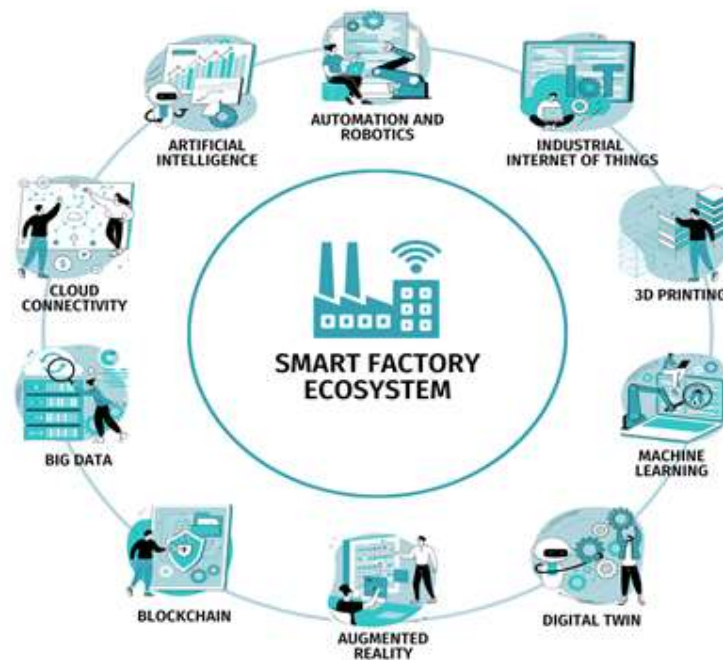 AUTOMATION AND
ROBOTICS
IoT
INDUSTRIAL
INTERNET OF THINGS
3D PRINTING
MACHINE
LEARNING
DIGITAL TWIN
AUGMENTED
REALITY
BLOCKCHAIN
BIG DATA
CLOUD
CONNECTIVITY
ARTIFICIAL
INTELLIGENCE
SMART FACTORY
ECOSYSTEM